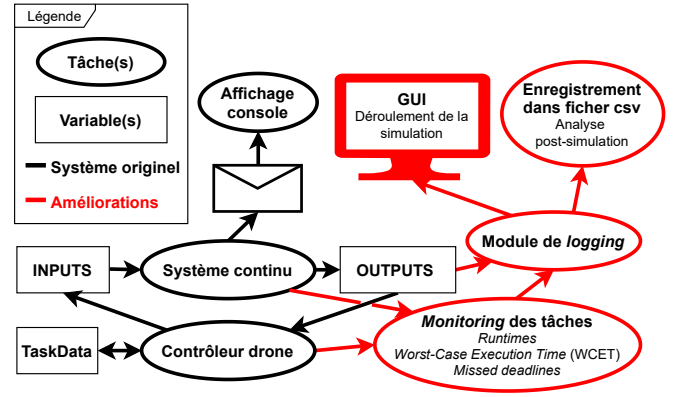 Légende
Tâche(s)
Variable(s)
Système originel
Améliorations
Affichage
console
GUI
Déroulement de la
simulation
Enregistrement
dans ficher csv
Analyse
post-simulation
Module de logging
INPUTS
Système continu
OUTPUTS
TaskData
Contrôleur drone
Monitoring des tâches
Runtimes
Worst-Case Execution Time (WCET)
Missed deadlines